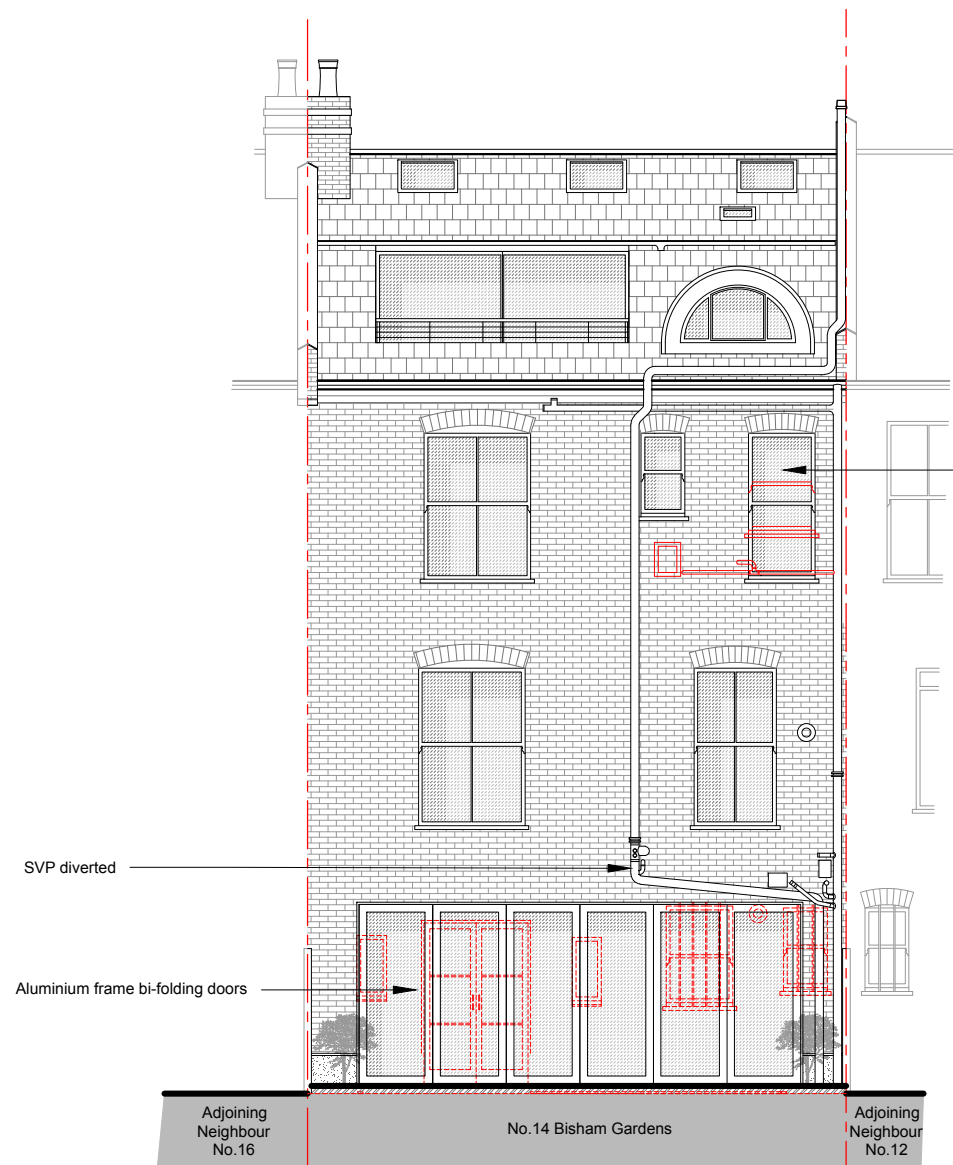 SVP diverted
Aluminium frame bi-folding doors
Adjoining
Neighbour
No.16
No.14 Bisham Gardens
Adjoining
Neighbour
No.12